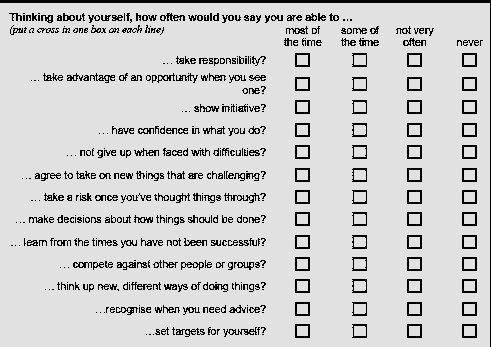 Thinking about yourself, how often would you say you are able to ...
(put a cross in one box on each line)
most of the time
some of the time
not very often
never
... take responsibility?
... take advantage of an opportunity when you see
one?
... show initiative?
... have confidence in what you do?
... not give up when faced with difficulties?
... agree to take on new things that are challenging?
... take a risk once you've thought things through?
... make decisions about how things should be done?
... learn from the times you have not been successful?
... compete against other people or groups?
... think up new, different ways of doing things?
...recognise when you need advice?
...set targets for yourself?